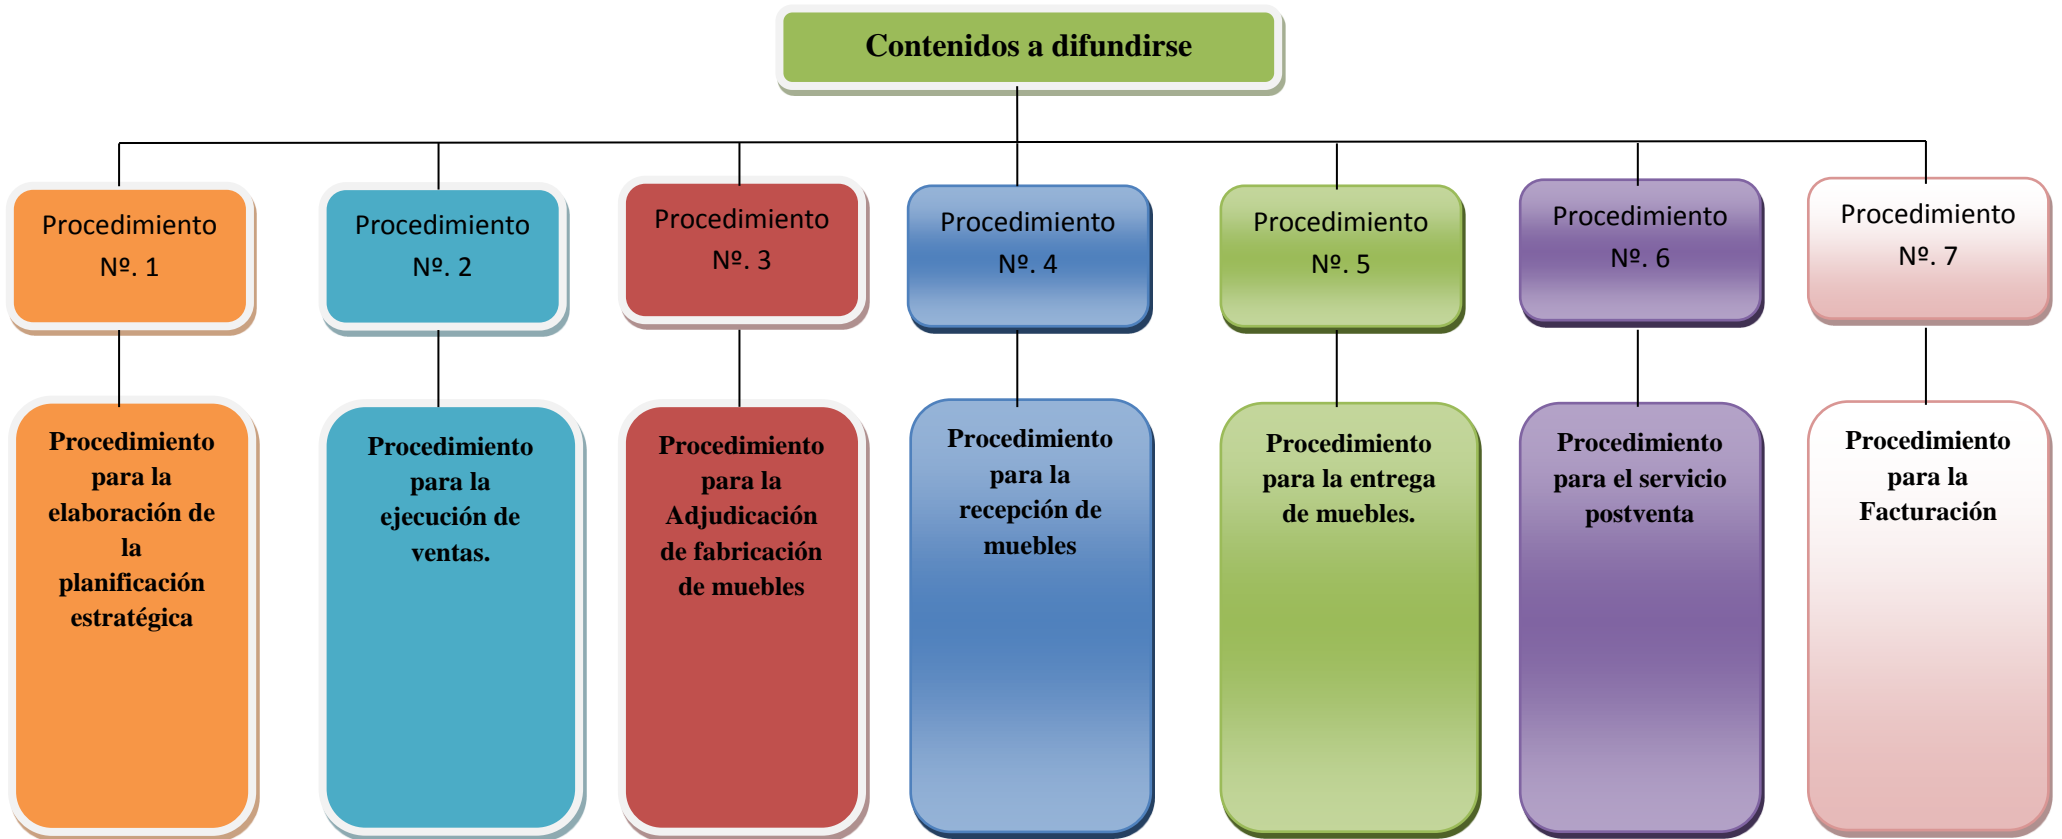 Contenidos a difundirse
Procedimiento
Nº. 1
Procedimiento
Nº. 2
Procedimiento
Nº. 3
Procedimiento
Nº. 4
Procedimiento
Nº. 5
Procedimiento
Nº. 6
Procedimiento
Nº. 7
Procedimiento
para la
elaboración de
la
planificación
estratégica
Procedimiento
para la
ejecución de
ventas.
Procedimiento
para la
Adjudicación
de fabricación
de muebles
Procedimiento
para la
recepción de
muebles
Procedimiento
para la entrega
de muebles.
Procedimiento
para el servicio
postventa
Procedimiento
para la
Facturación